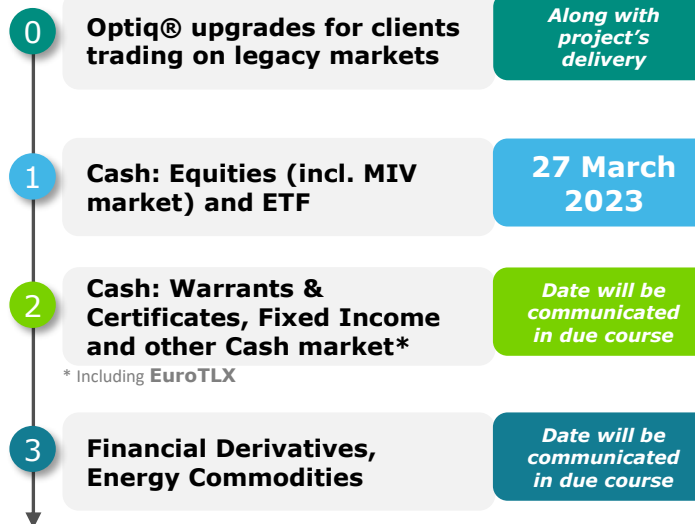 0
Optiq® upgrades for clients
trading on legacy markets
Along with
project's
delivery
1
Cash: Equities (incl. MIV
market) and ETF
27 March
2023
2
Cash: Warrants &
Certificates, Fixed Income
and other Cash market*
Date will be
communicated
in due course
* Including EuroTLX
3
Financial Derivatives,
Energy Commodities
Date will be
communicated
in due course